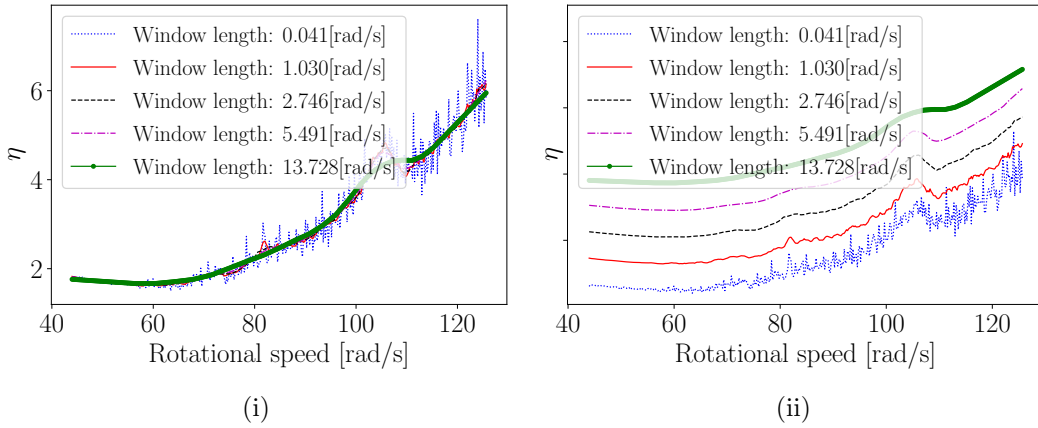 η
6
4
2
40
60
80
100
120
Rotational speed [rad/s]
Window length: 0.041[rad/s]
Window length: 1.030[rad/s]
Window length: 2.746[rad/s]
Window length: 5.491[rad/s]
Window length: 13.728[rad/s]
(i)
η
40
60
80
100
120
Rotational speed [rad/s]
Window length: 0.041[rad/s]
Window length: 1.030[rad/s]
Window length: 2.746[rad/s]
Window length: 5.491[rad/s]
Window length: 13.728[rad/s]
(ii)